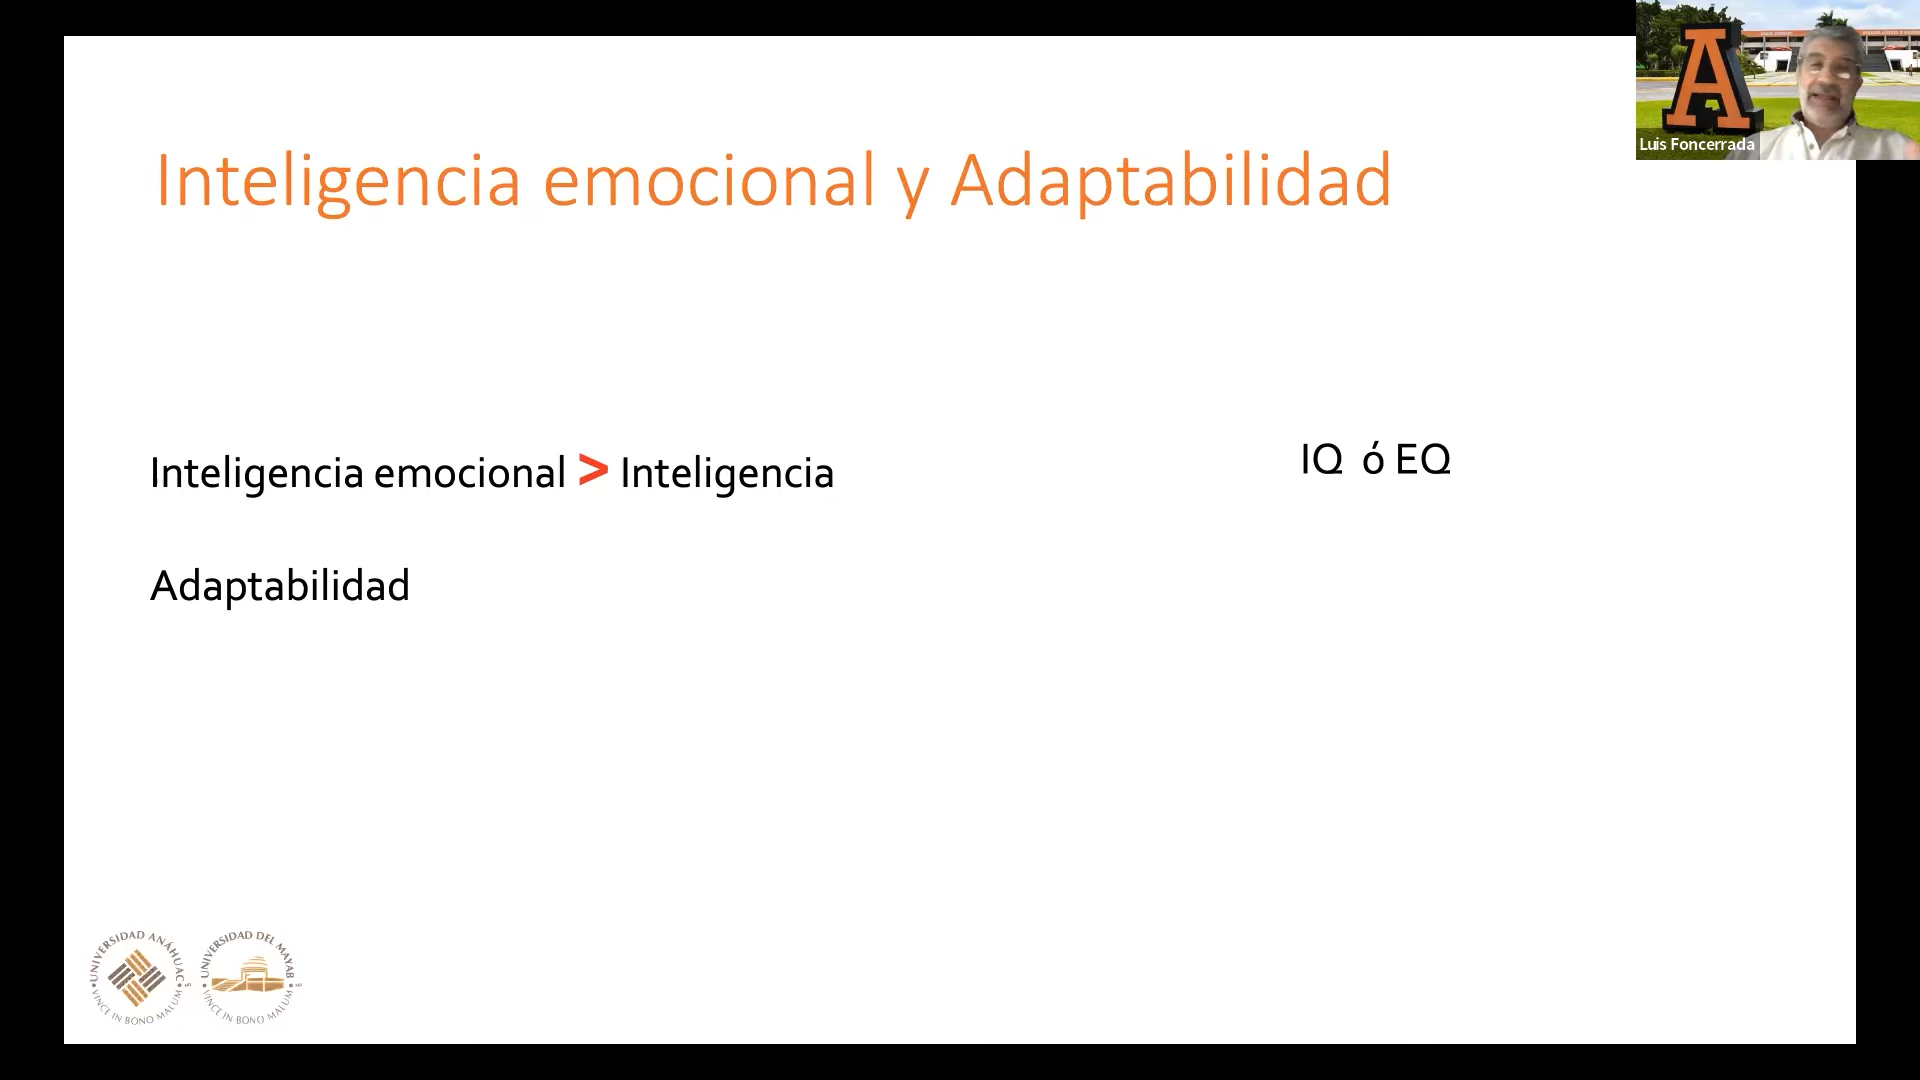 Luis Foncerrada
Inteligencia emocional y Adaptabilidad
Inteligencia emocional > Inteligencia
IQ ó EQ
Adaptabilidad
UNIVERSIDAD ANÁHUAC
VINCE IN BONO MALUM
UNIVERSIDAD DEL MAYAB
VINCE IN BONO MALUM
A